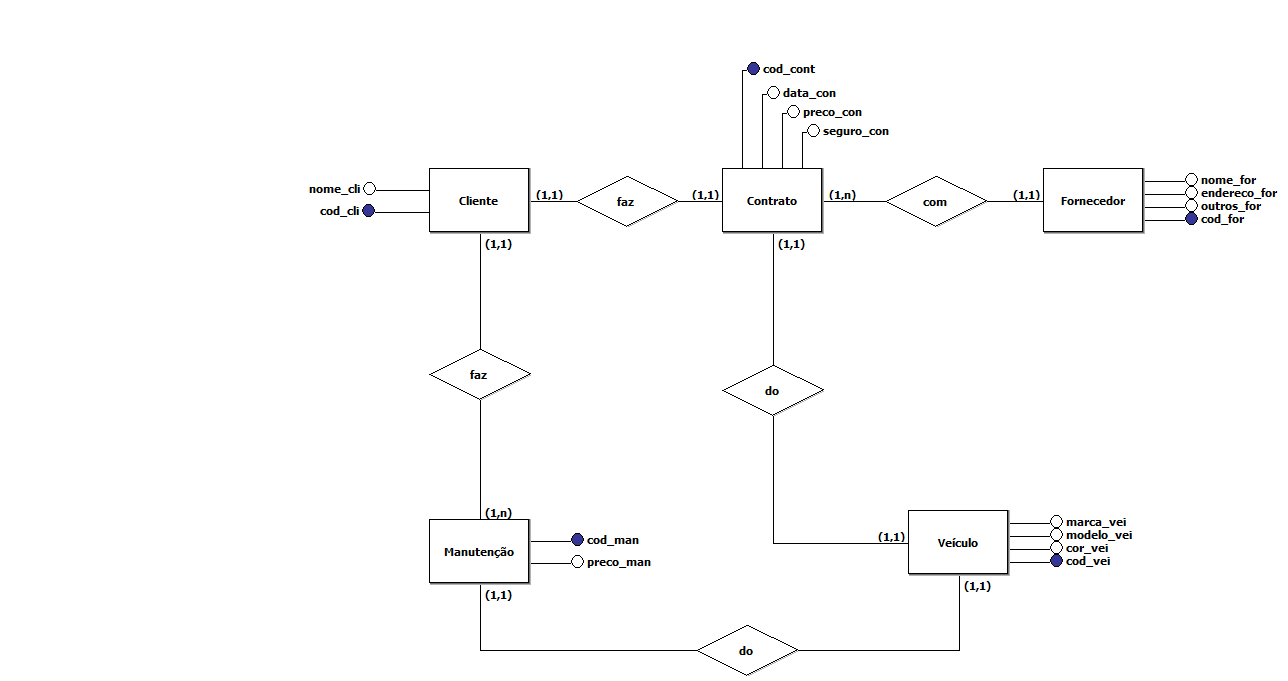 cod_cont
data_con
preco_con
seguro_con
nome_cli
cod_cli
Cliente
(1,1)
faz
(1,1)
Contrato
(1,n)
com
(1,1)
Fornecedor
nome_for
endereco_for
outros_for
cod_for
(1,1)
(1,1)
faz
do
(1,n)
Manutenção
cod_man
preco_man
(1,1)
Veículo
marca_vei
modelo_vei
cor_vei
cod_vei
(1,1)
(1,1)
do